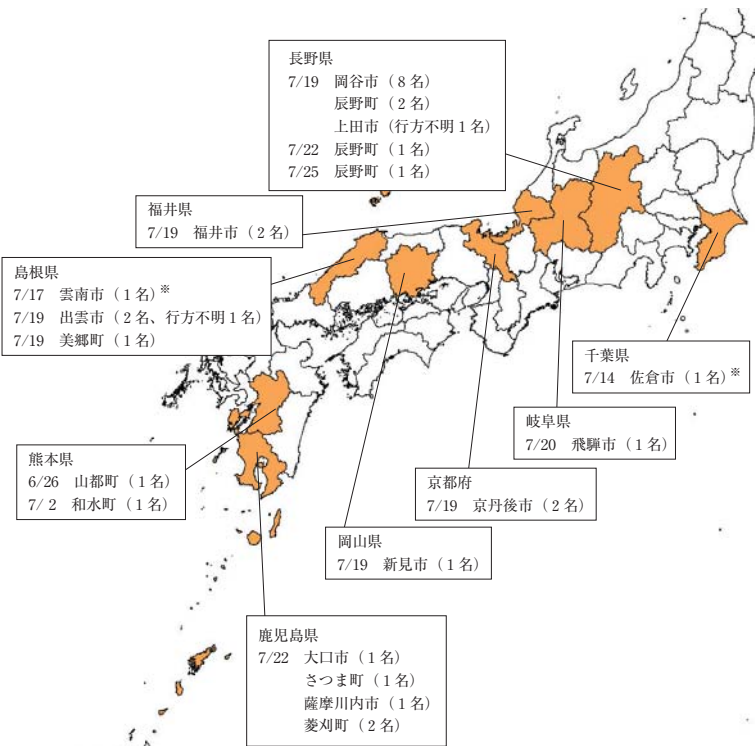 長野県
7/19 岡谷市（8名）
辰野町（2名）
上田市（行方不明1名）
7/22 辰野町（1名）
7/25 辰野町（1名）
福井県
7/19 福井市（2名）
島根県
7/17 雲南市（1名）※
7/19 出雲市（2名、行方不明1名）
7/19 美郷町（1名）
千葉県
7/14 佐倉市（1名）※
岐阜県
7/20 飛騨市（1名）
熊本県
6/26 山都町（1名）
7/ 2 和水町（1名）
京都府
7/19 京丹後市（2名）
岡山県
7/19 新見市（1名）
鹿児島県
7/22 大口市（1名）
さつま町（1名）
薩摩川内市（1名）
菱刈町（2名）